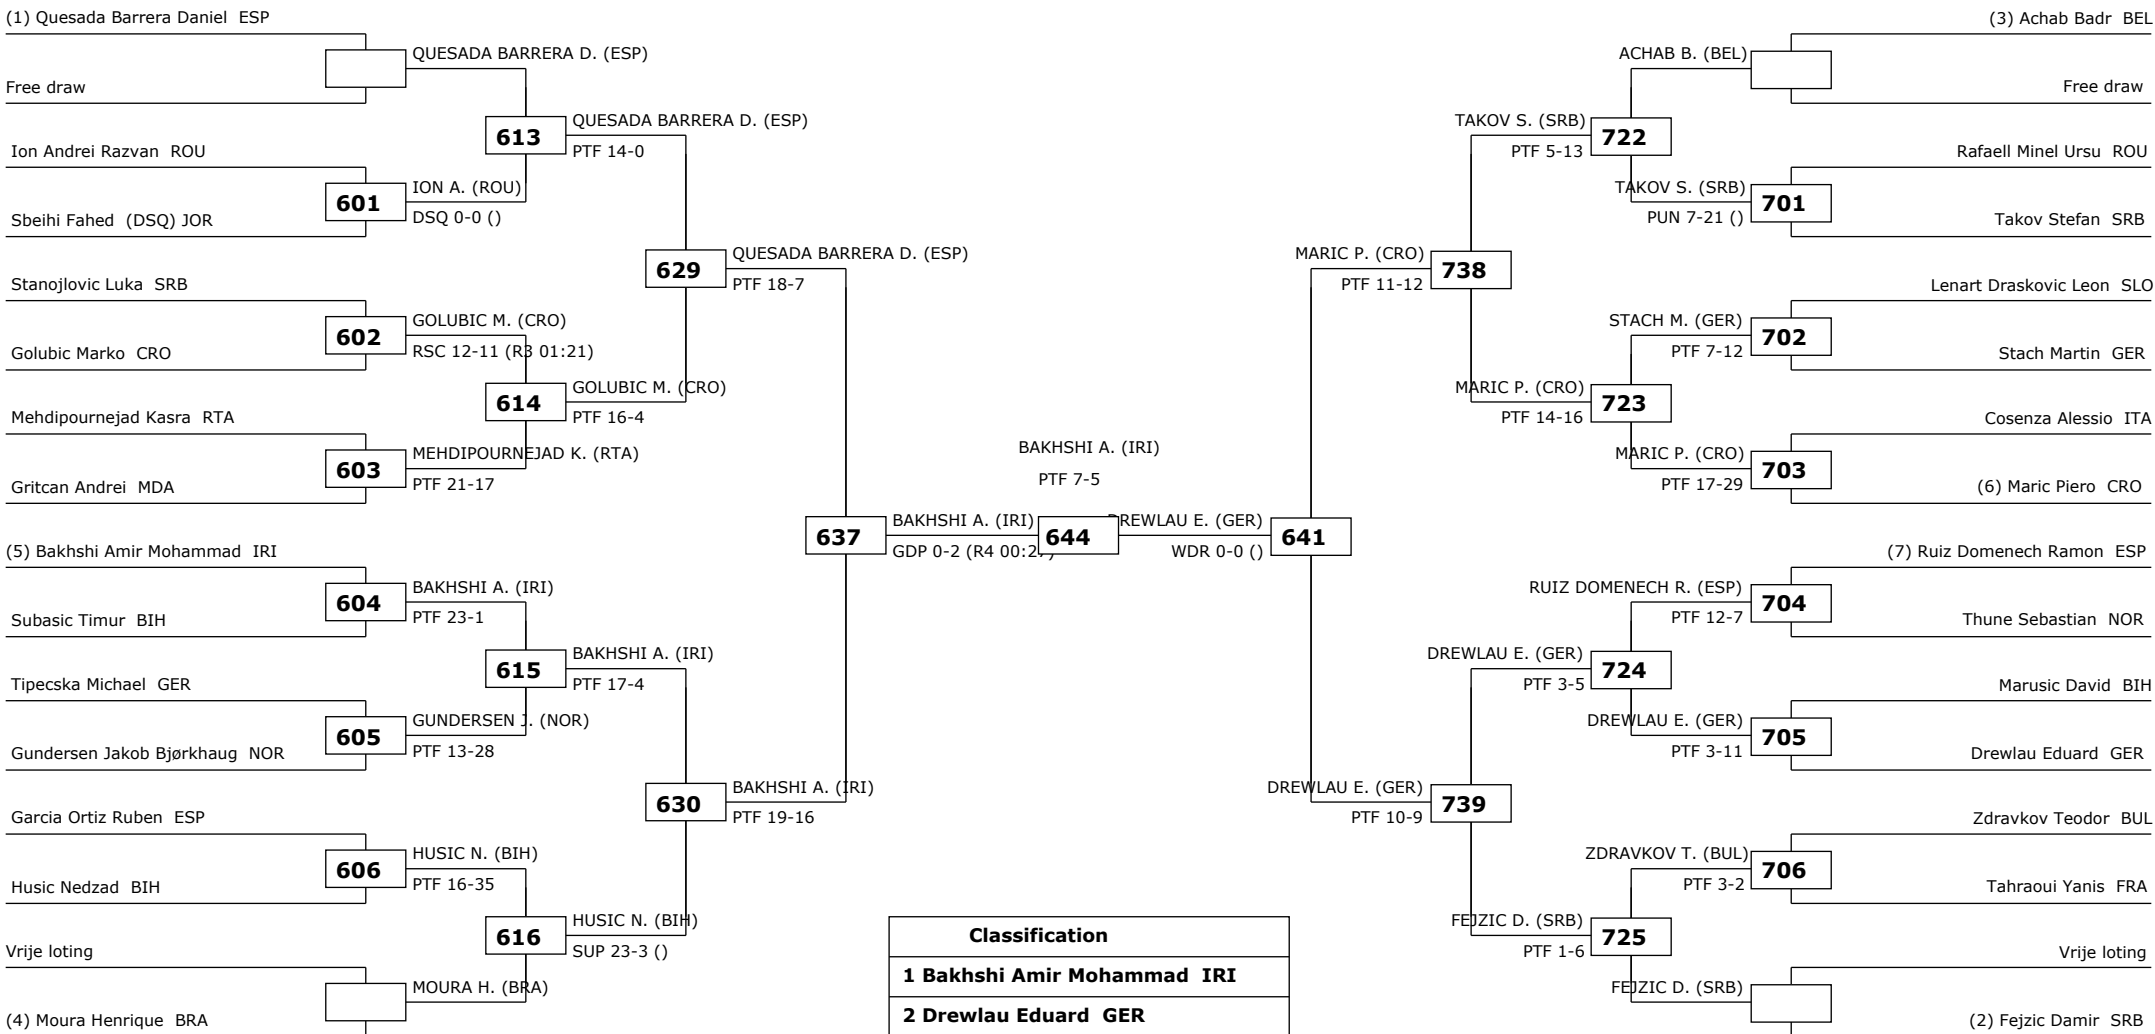 (1) Quesada Barrera Daniel ESP
QUESADA BARRERA D. (ESP)
Free draw
613
QUESADA BARRERA D. (ESP)
PTF 14-0
Ion Andrei Razvan ROU
601
ION A. (ROU)
DSQ 0-0 ()
Sbeihi Fahed (DSQ) JOR
629
QUESADA BARRERA D. (ESP)
PTF 18-7
Stanojlovic Luka SRB
602
GOLUBIC M. (CRO)
RSC 12-11 (R3 01:21)
Golubic Marko CRO
614
GOLUBIC M. (CRO)
PTF 16-4
Mehdipournejad Kasra RTA
603
MEHDIPOURNEJAD K. (RTA)
PTF 21-17
Gritcan Andrei MDA
637
BAKHSHI A. (IRI)
GDP 0-2 (R4 00:27)
(5) Bakhshi Amir Mohammad IRI
604
BAKHSHI A. (IRI)
PTF 23-1
Subasic Timur BIH
615
BAKHSHI A. (IRI)
PTF 17-4
Tipecska Michael GER
605
GUNDERSEN J. (NOR)
PTF 13-28
Gundersen Jakob Bjørkhaug NOR
630
BAKHSHI A. (IRI)
PTF 19-16
Garcia Ortiz Ruben ESP
606
HUSIC N. (BIH)
PTF 16-35
Husic Nedzad BIH
616
HUSIC N. (BIH)
SUP 23-3 ()
Vrije loting
MOURA H. (BRA)
(4) Moura Henrique BRA
BAKHSHI A. (IRI)
PTF 7-5
644
(3) Achab Badr BEL
ACHAB B. (BEL)
Free draw
TAKOV S. (SRB)
PTF 5-13
722
Rafaell Minel Ursu ROU
TAKOV S. (SRB)
PUN 7-21 ()
701
Takov Stefan SRB
MARIC P. (CRO)
PTF 11-12
738
Lenart Draskovic Leon SLO
STACH M. (GER)
PTF 7-12
702
Stach Martin GER
MARIC P. (CRO)
PTF 14-16
723
Cosenza Alessio ITA
MARIC P. (CRO)
PTF 17-29
703
(6) Maric Piero CRO
DREWLAU E. (GER)
WDR 0-0 ()
641
(7) Ruiz Domenech Ramon ESP
RUIZ DOMENECH R. (ESP)
PTF 12-7
704
Thune Sebastian NOR
DREWLAU E. (GER)
PTF 3-5
724
Marusic David BIH
DREWLAU E. (GER)
PTF 3-11
705
Drewlau Eduard GER
DREWLAU E. (GER)
PTF 10-9
739
Zdravkov Teodor BUL
ZDRAVKOV T. (BUL)
PTF 3-2
706
Tahraoui Yanis FRA
FEJZIC D. (SRB)
PTF 1-6
725
Vrije loting
FEJZIC D. (SRB)
(2) Fejzic Damir SRB
Classification
1 Bakhshi Amir Mohammad IRI
2 Drewlau Eduard GER